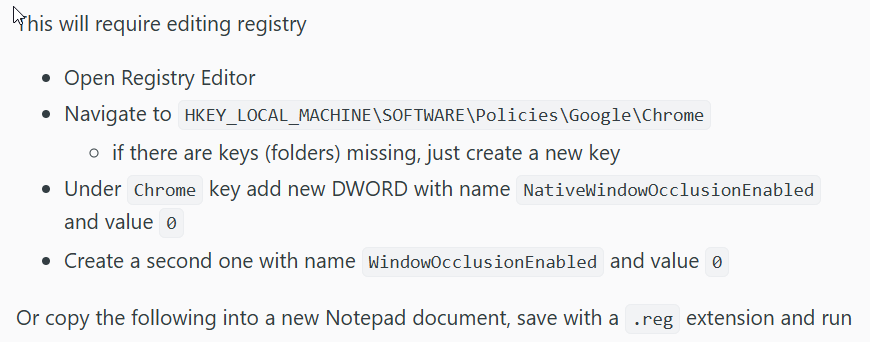 This will require editing registry
• Open Registry Editor
• Navigate to HKEY_LOCAL_MACHINE\SOFTWARE\Policies\Google\Chrome
◦ if there are keys (folders) missing, just create a new key
• Under Chrome key add new DWORD with name NativeWindowOcclusionEnabled
and value 0
• Create a second one with name WindowOcclusionEnabled and value 0
Or copy the following into a new Notepad document, save with a .reg extension and run